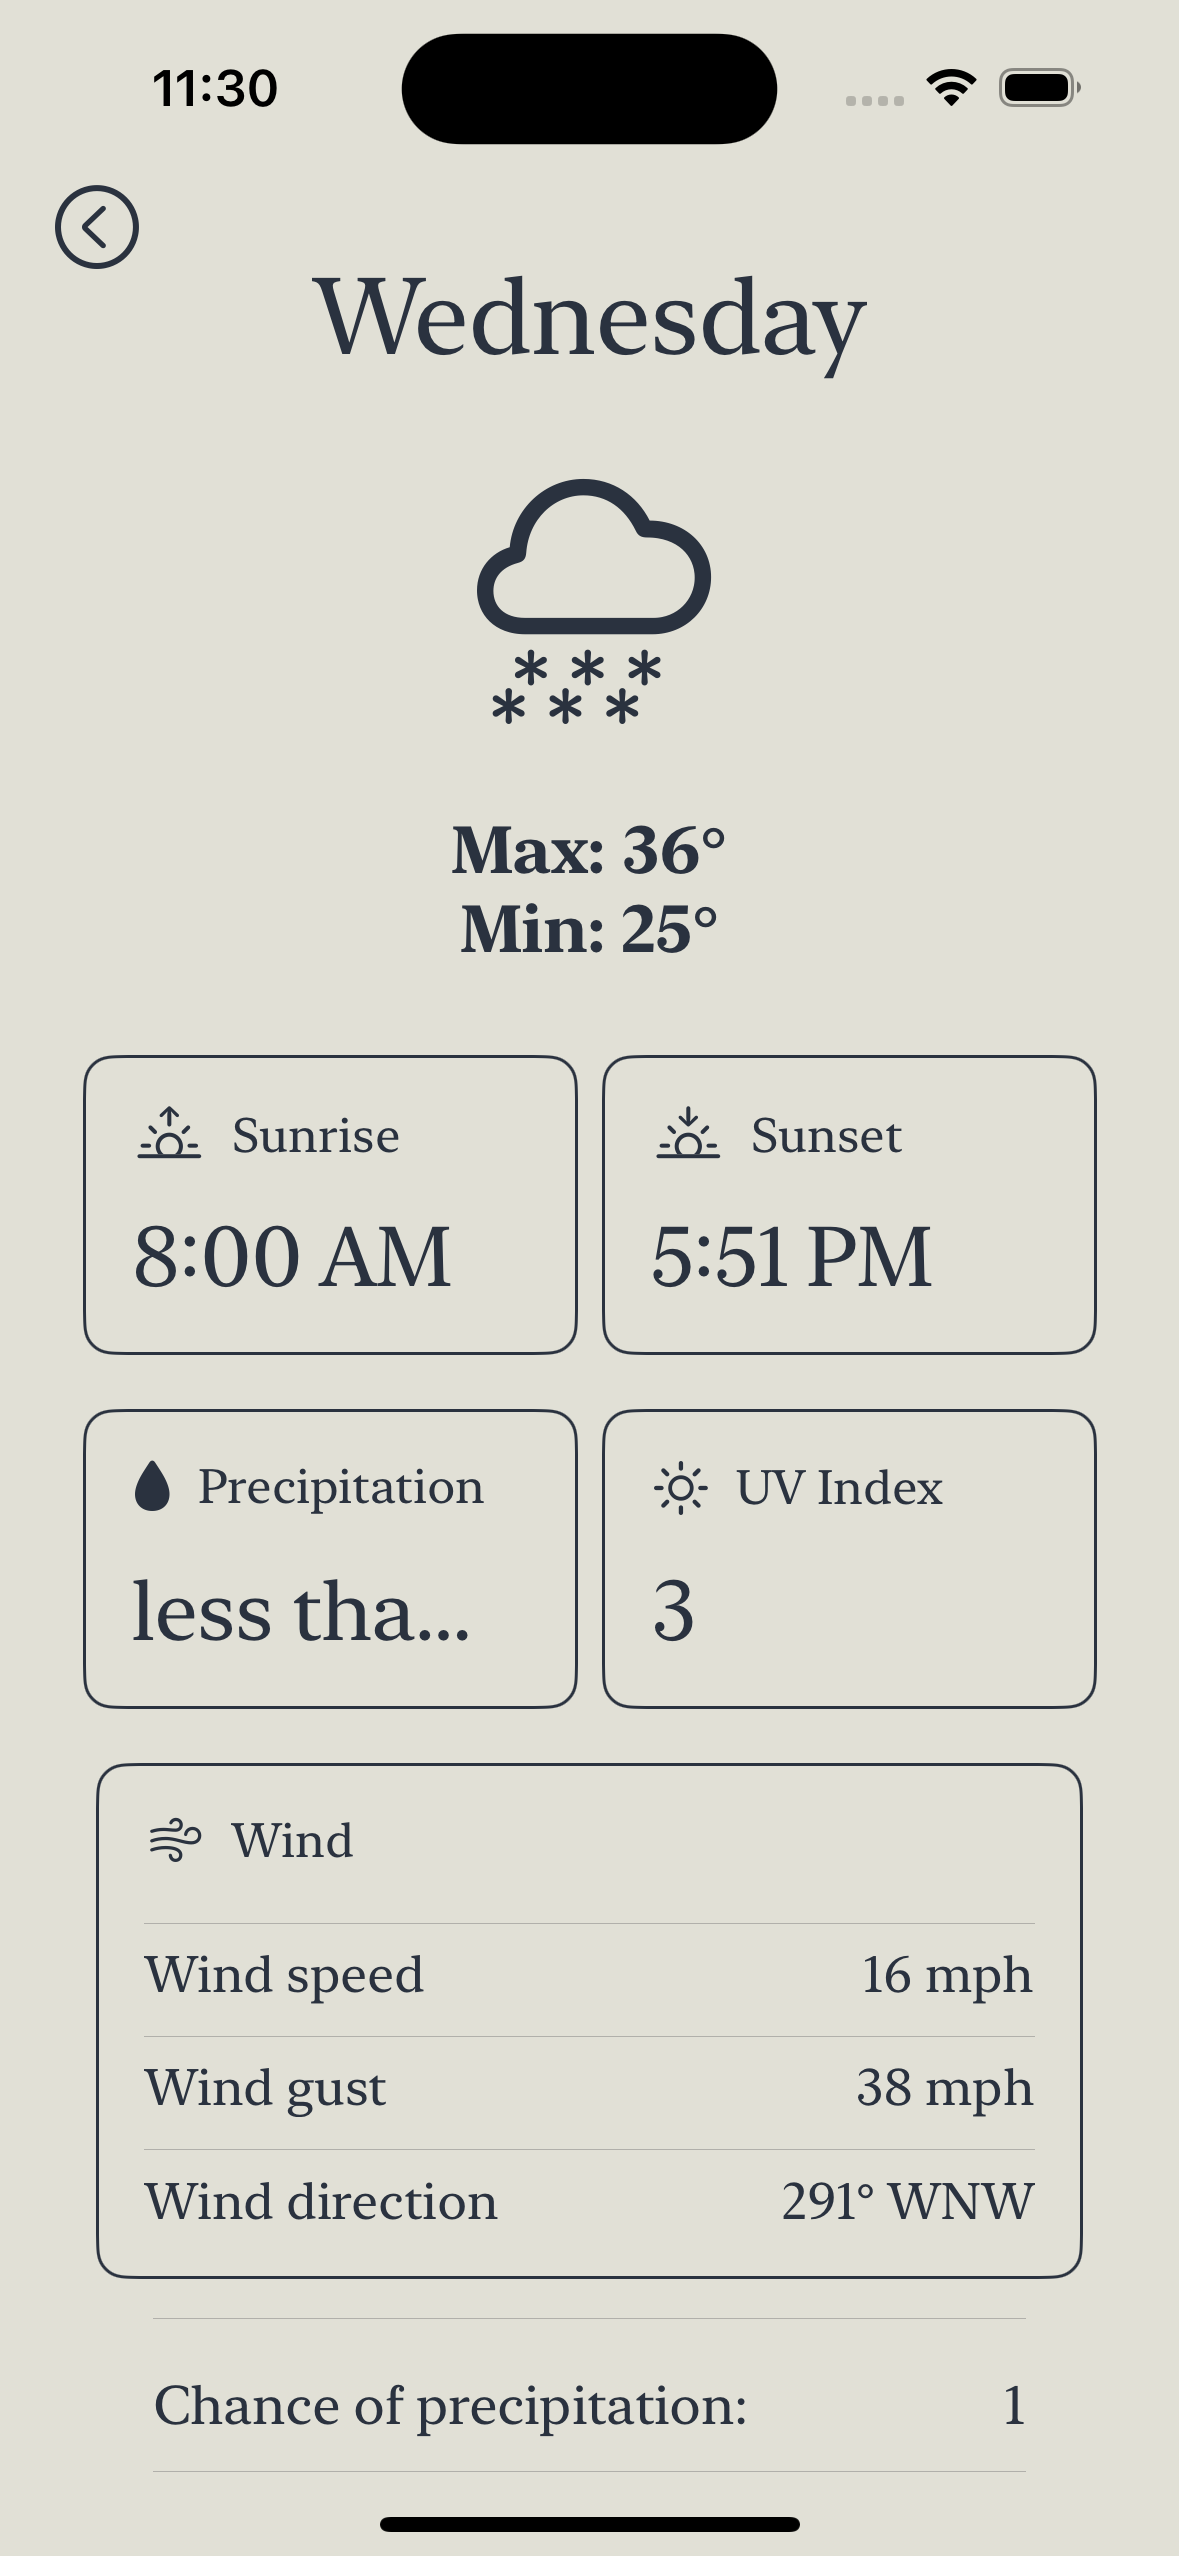 11:30
Wednesday
Max: 36°
Min: 25°
Sunrise
8:00 AM
Sunset
5:51 PM
Precipitation
less tha...
UV Index
3
Wind
Wind speed 16 mph
Wind gust 38 mph
Wind direction 291° WNW
Chance of precipitation: 1